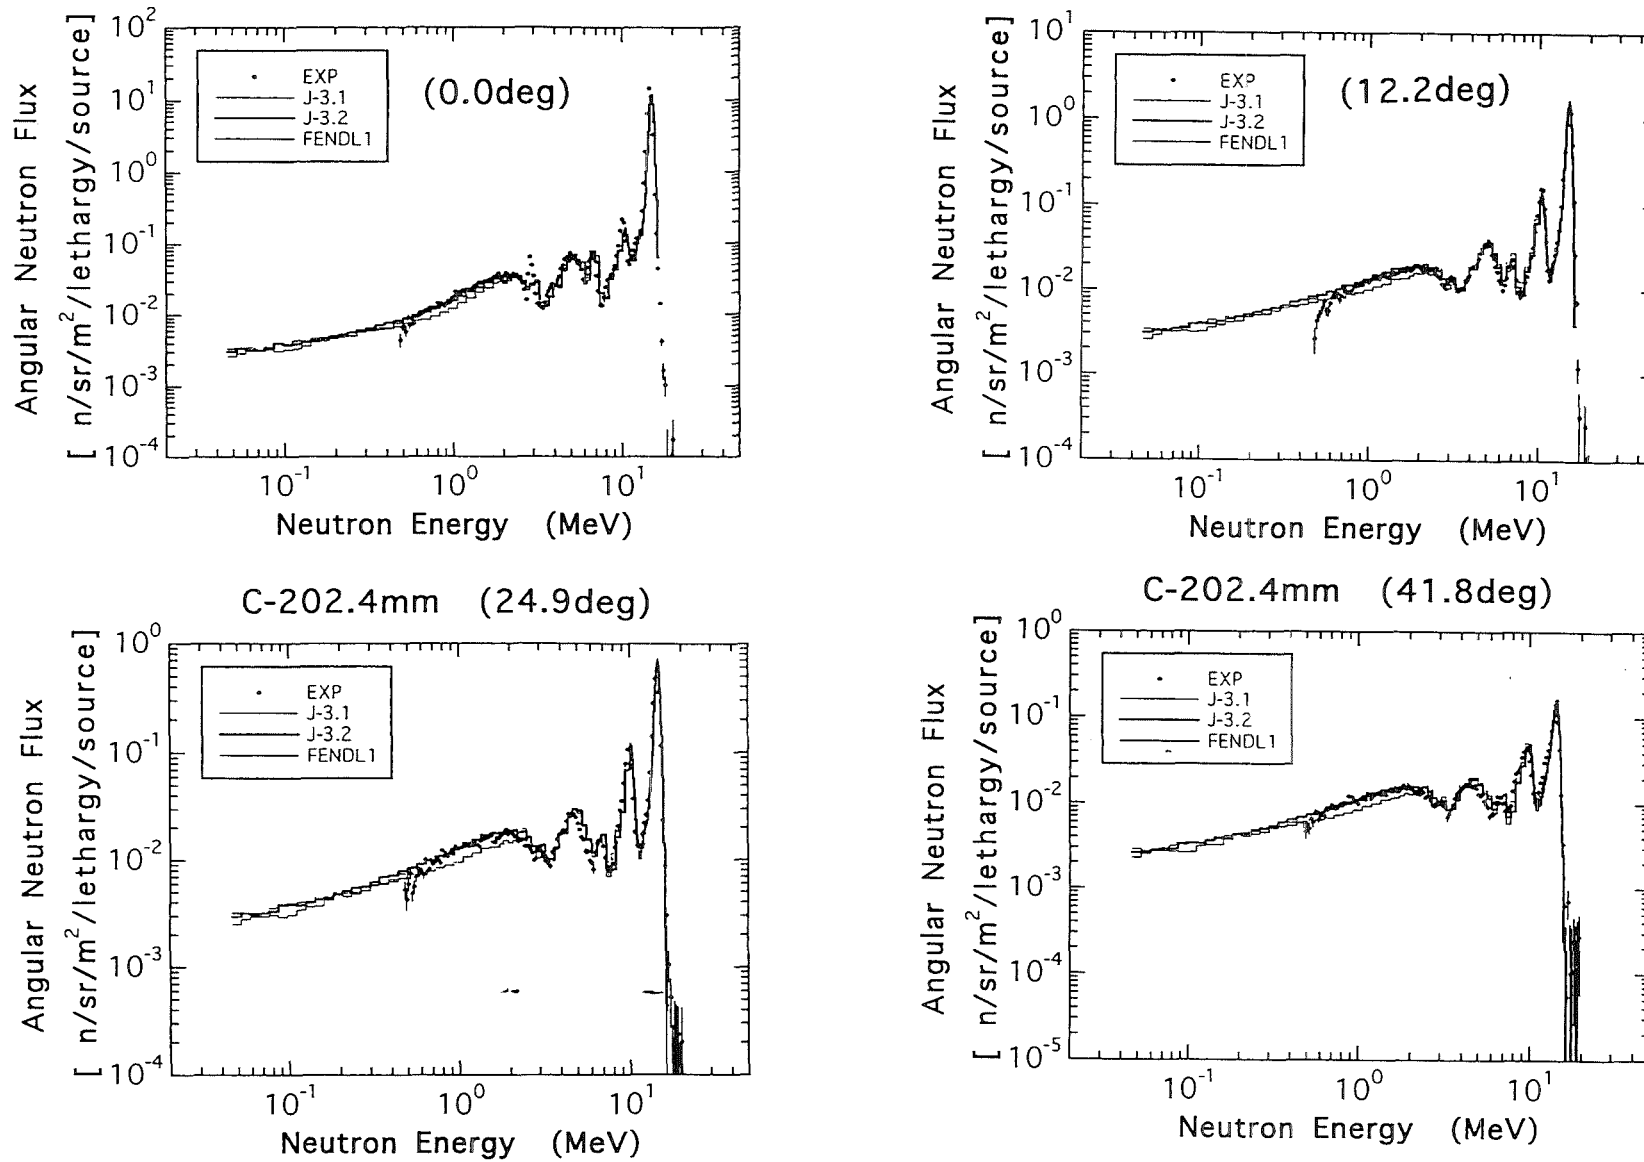 (0.0deg)
Angular Neutron Flux
[ n/sr/m²/lethargy/source]
10²
10¹
10⁰
10⁻¹
10⁻²
10⁻³
10⁻⁴
EXP
J-3.1
J-3.2
FENDL1
10⁻¹ 10⁰ 10¹
Neutron Energy (MeV)
(12.2deg)
Angular Neutron Flux
[ n/sr/m²/lethargy/source]
10¹
10⁰
10⁻¹
10⁻²
10⁻³
10⁻⁴
EXP
J-3.1
J-3.2
FENDL1
10⁻¹ 10⁰ 10¹
Neutron Energy (MeV)
C-202.4mm (24.9deg)
Angular Neutron Flux
[ n/sr/m²/lethargy/source]
10⁰
10⁻¹
10⁻²
10⁻³
10⁻⁴
EXP
J-3.1
J-3.2
FENDL1
10⁻¹ 10⁰ 10¹
Neutron Energy (MeV)
C-202.4mm (41.8deg)
Angular Neutron Flux
[ n/sr/m²/lethargy/source]
10⁰
10⁻¹
10⁻²
10⁻³
10⁻⁴
10⁻⁵
EXP
J-3.1
J-3.2
FENDL1
10⁻¹ 10⁰ 10¹
Neutron Energy (MeV)